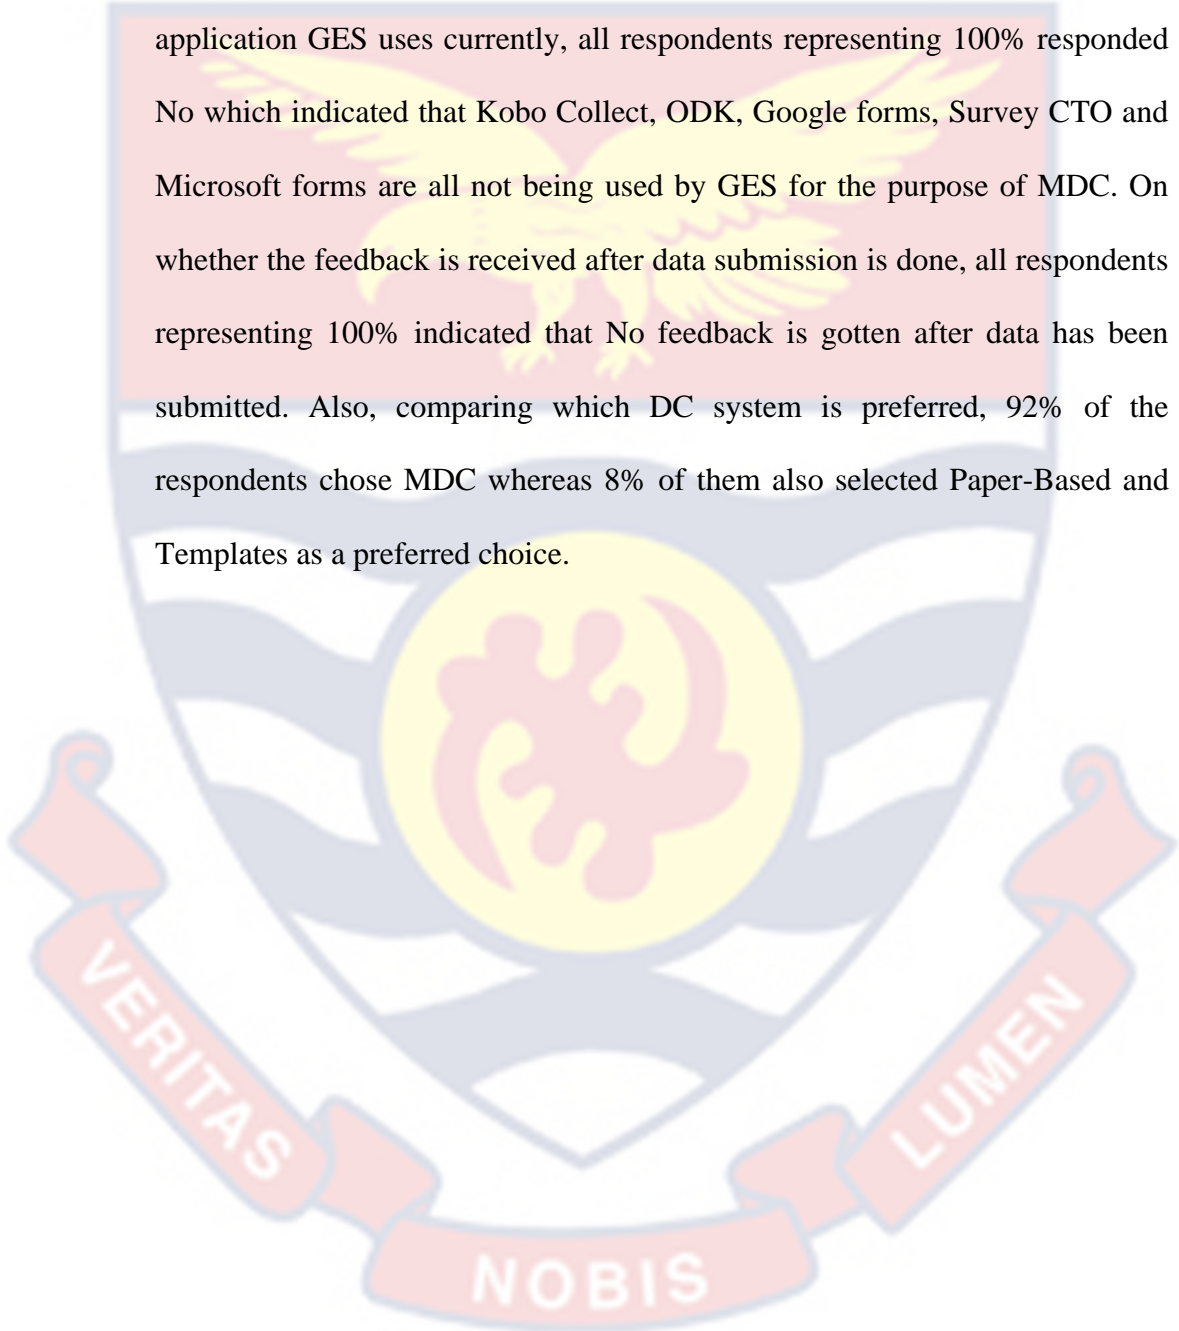 application GES uses currently, all respondents representing 100% responded
No which indicated that Kobo Collect, ODK, Google forms, Survey CTO and
Microsoft forms are all not being used by GES for the purpose of MDC. On
whether the feedback is received after data submission is done, all respondents
representing 100% indicated that No feedback is gotten after data has been
submitted. Also, comparing which DC system is preferred, 92% of the
respondents chose MDC whereas 8% of them also selected Paper-Based and
Templates as a preferred choice.
VERITAS
NOBIS
LUMEN